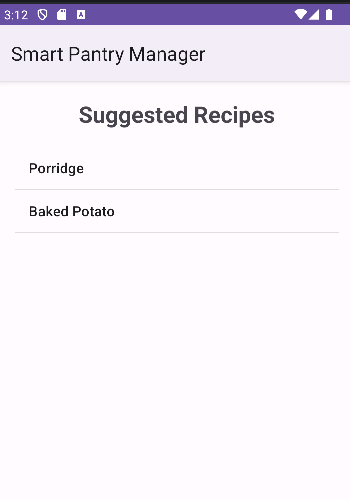 3:12
Smart Pantry Manager
Suggested Recipes
Porridge
Baked Potato